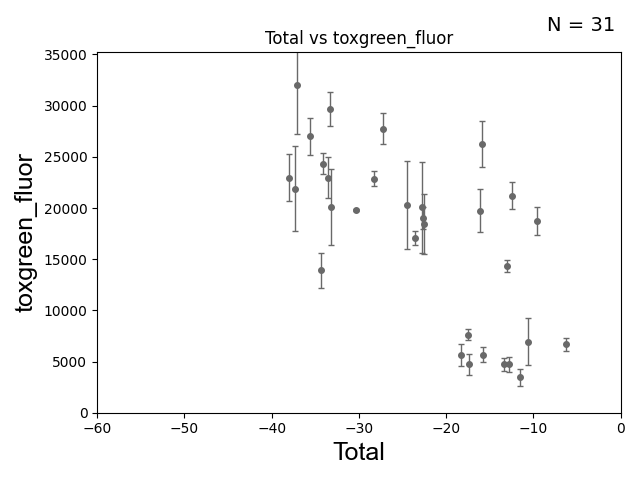 N = 31
Total vs toxgreen_fluor
35000
30000
25000
20000
15000
10000
5000
0
toxgreen_fluor
−60 −50 −40 −30 −20 −10 0
Total